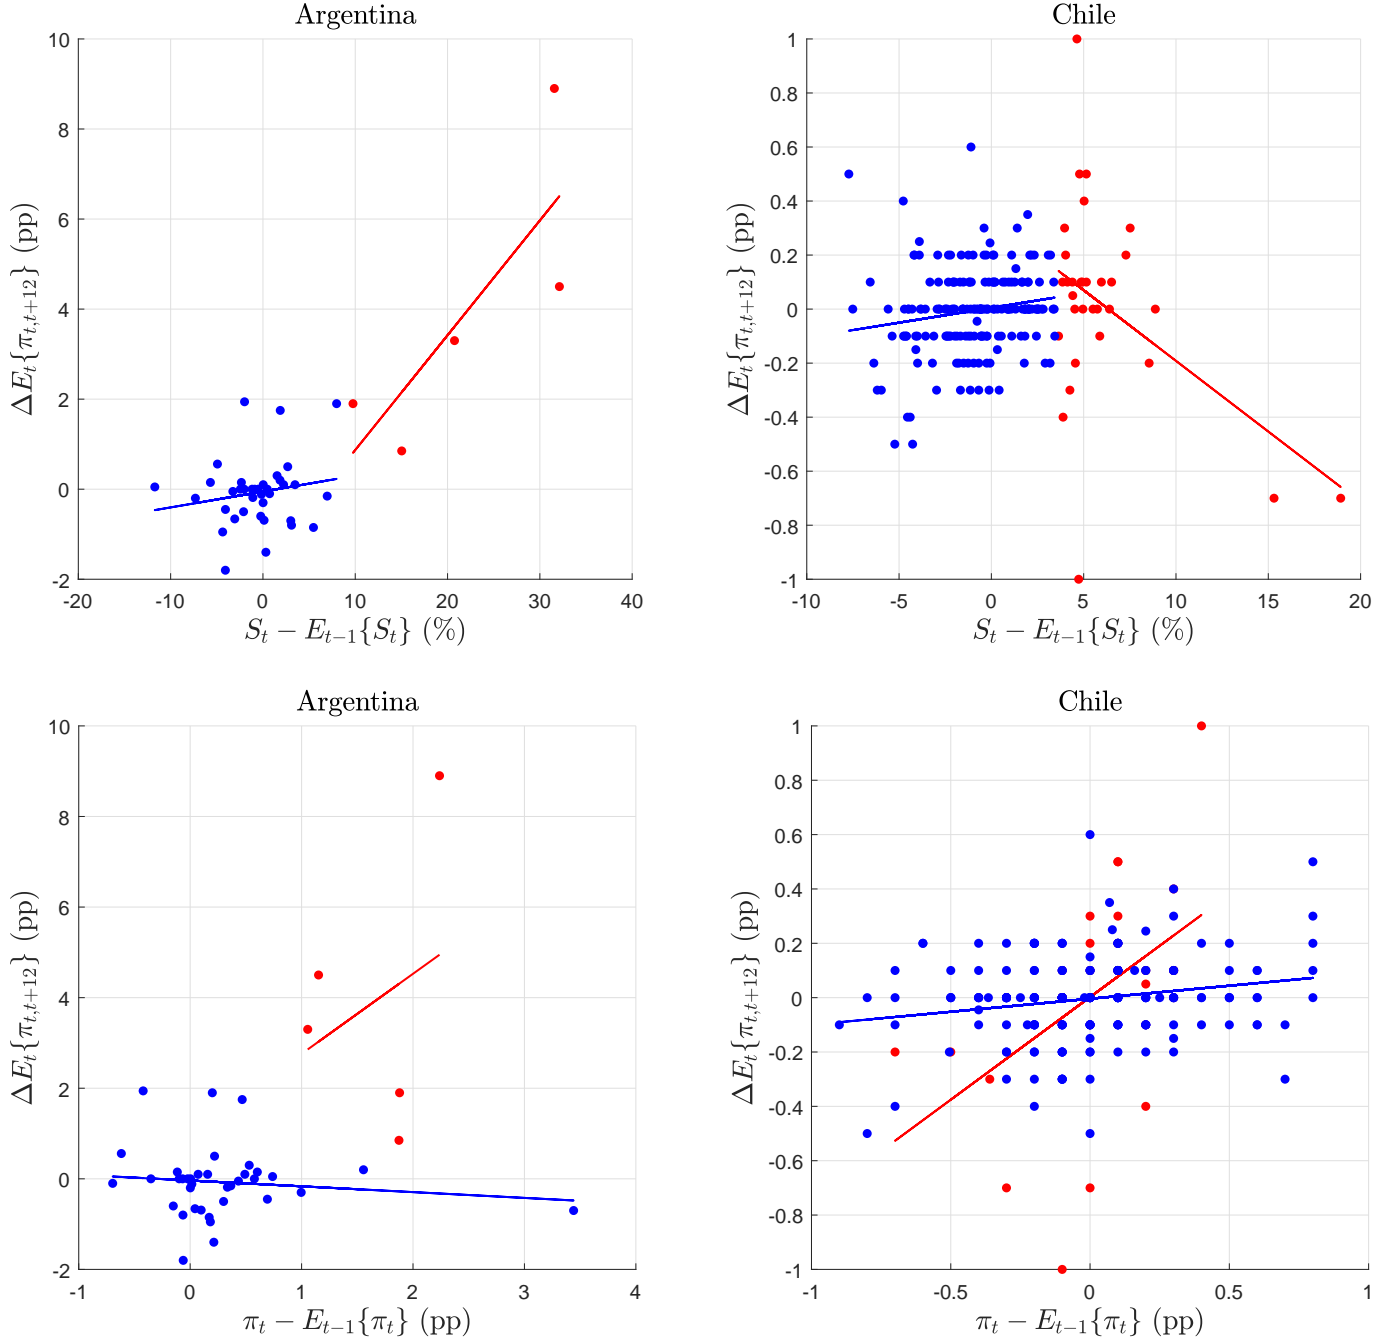 Argentina
10
8
6
4
2
0
-2
-20 -10 0 10 20 30 40
S_t − E_{t−1}{S_t} (%)
ΔE_t{π_{t,t+12}} (pp)
Chile
1
0.8
0.6
0.4
0.2
0
-0.2
-0.4
-0.6
-0.8
-1
-10 -5 0 5 10 15 20
S_t − E_{t−1}{S_t} (%)
ΔE_t{π_{t,t+12}} (pp)
Argentina
10
8
6
4
2
0
-2
-1 0 1 2 3 4
π_t − E_{t−1}{π_t} (pp)
ΔE_t{π_{t,t+12}} (pp)
Chile
1
0.8
0.6
0.4
0.2
0
-0.2
-0.4
-0.6
-0.8
-1
-1 -0.5 0 0.5 1
π_t − E_{t−1}{π_t} (pp)
ΔE_t{π_{t,t+12}} (pp)